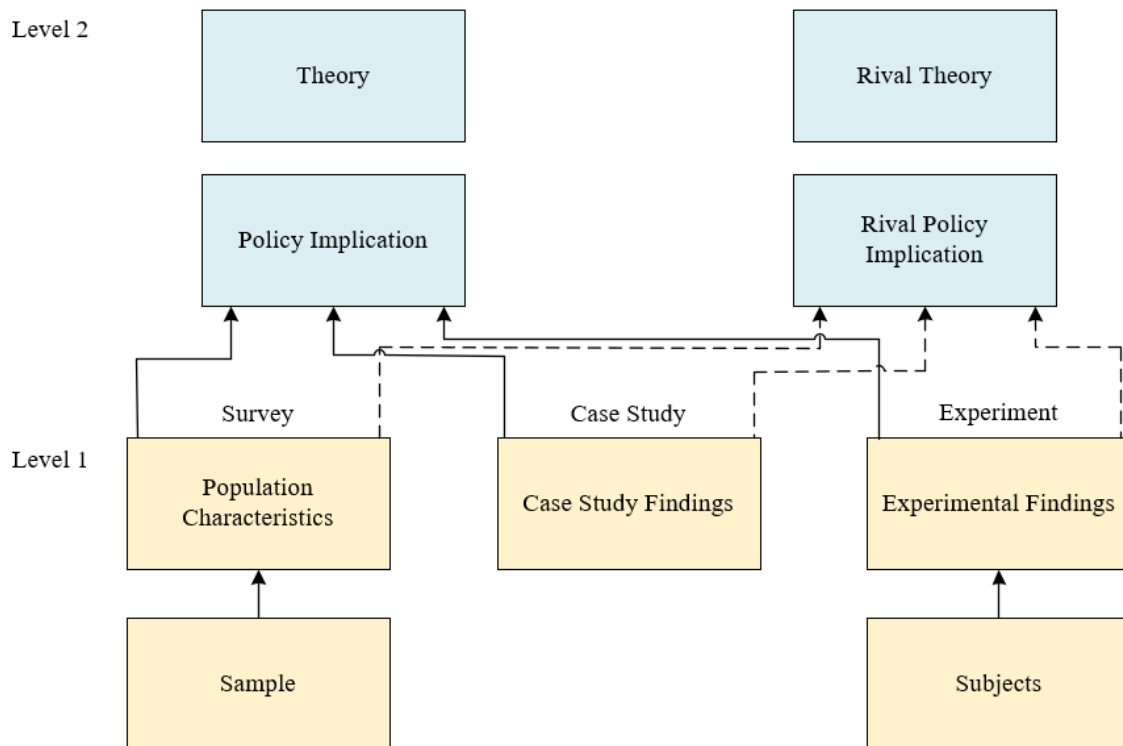 Level 2
Theory
Rival Theory
Policy Implication
Rival Policy
Implication
Survey
Case Study
Experiment
Level 1
Population
Characteristics
Case Study Findings
Experimental Findings
Sample
Subjects